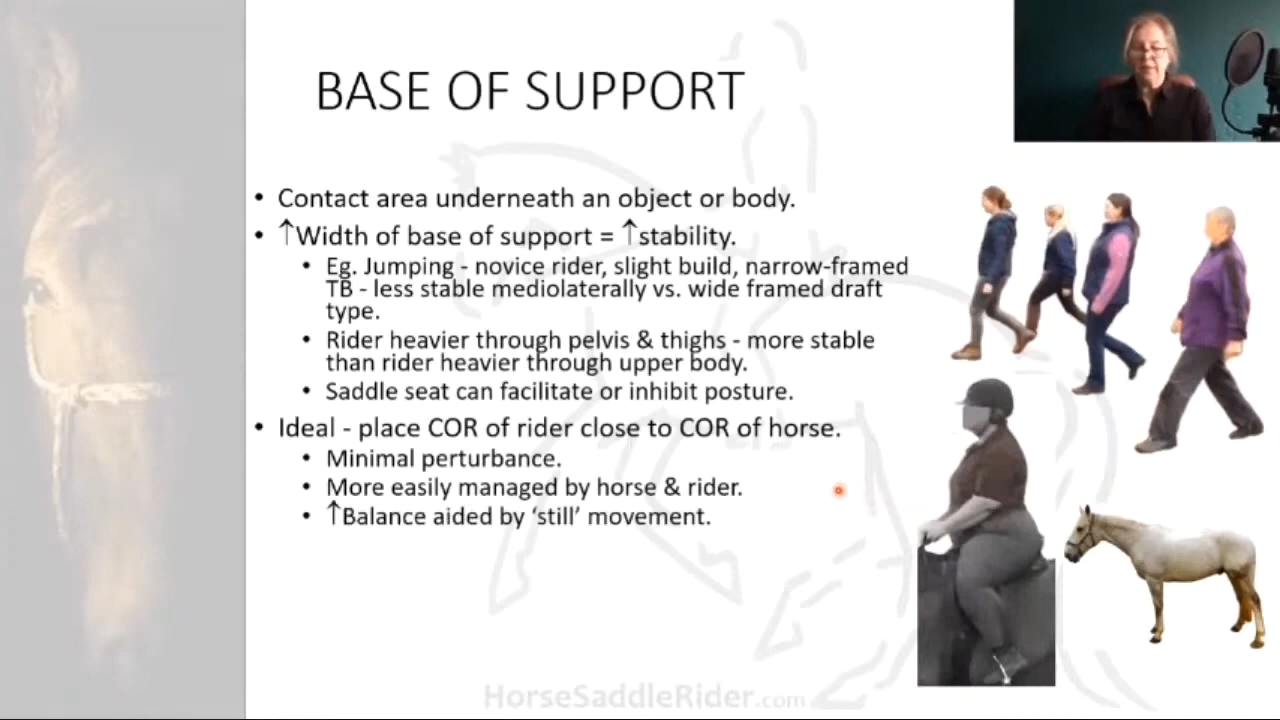 BASE OF SUPPORT
• Contact area underneath an object or body.
• ↑Width of base of support = ↑stability.
• Eg. Jumping - novice rider, slight build, narrow-framed
TB - less stable mediolaterally vs. wide framed draft
type.
• Rider heavier through pelvis & thighs - more stable
than rider heavier through upper body.
• Saddle seat can facilitate or inhibit posture.
• Ideal - place COR of rider close to COR of horse.
• Minimal perturbance.
• More easily managed by horse & rider.
• ↑Balance aided by ‘still’ movement.
HorseSaddleRider.com